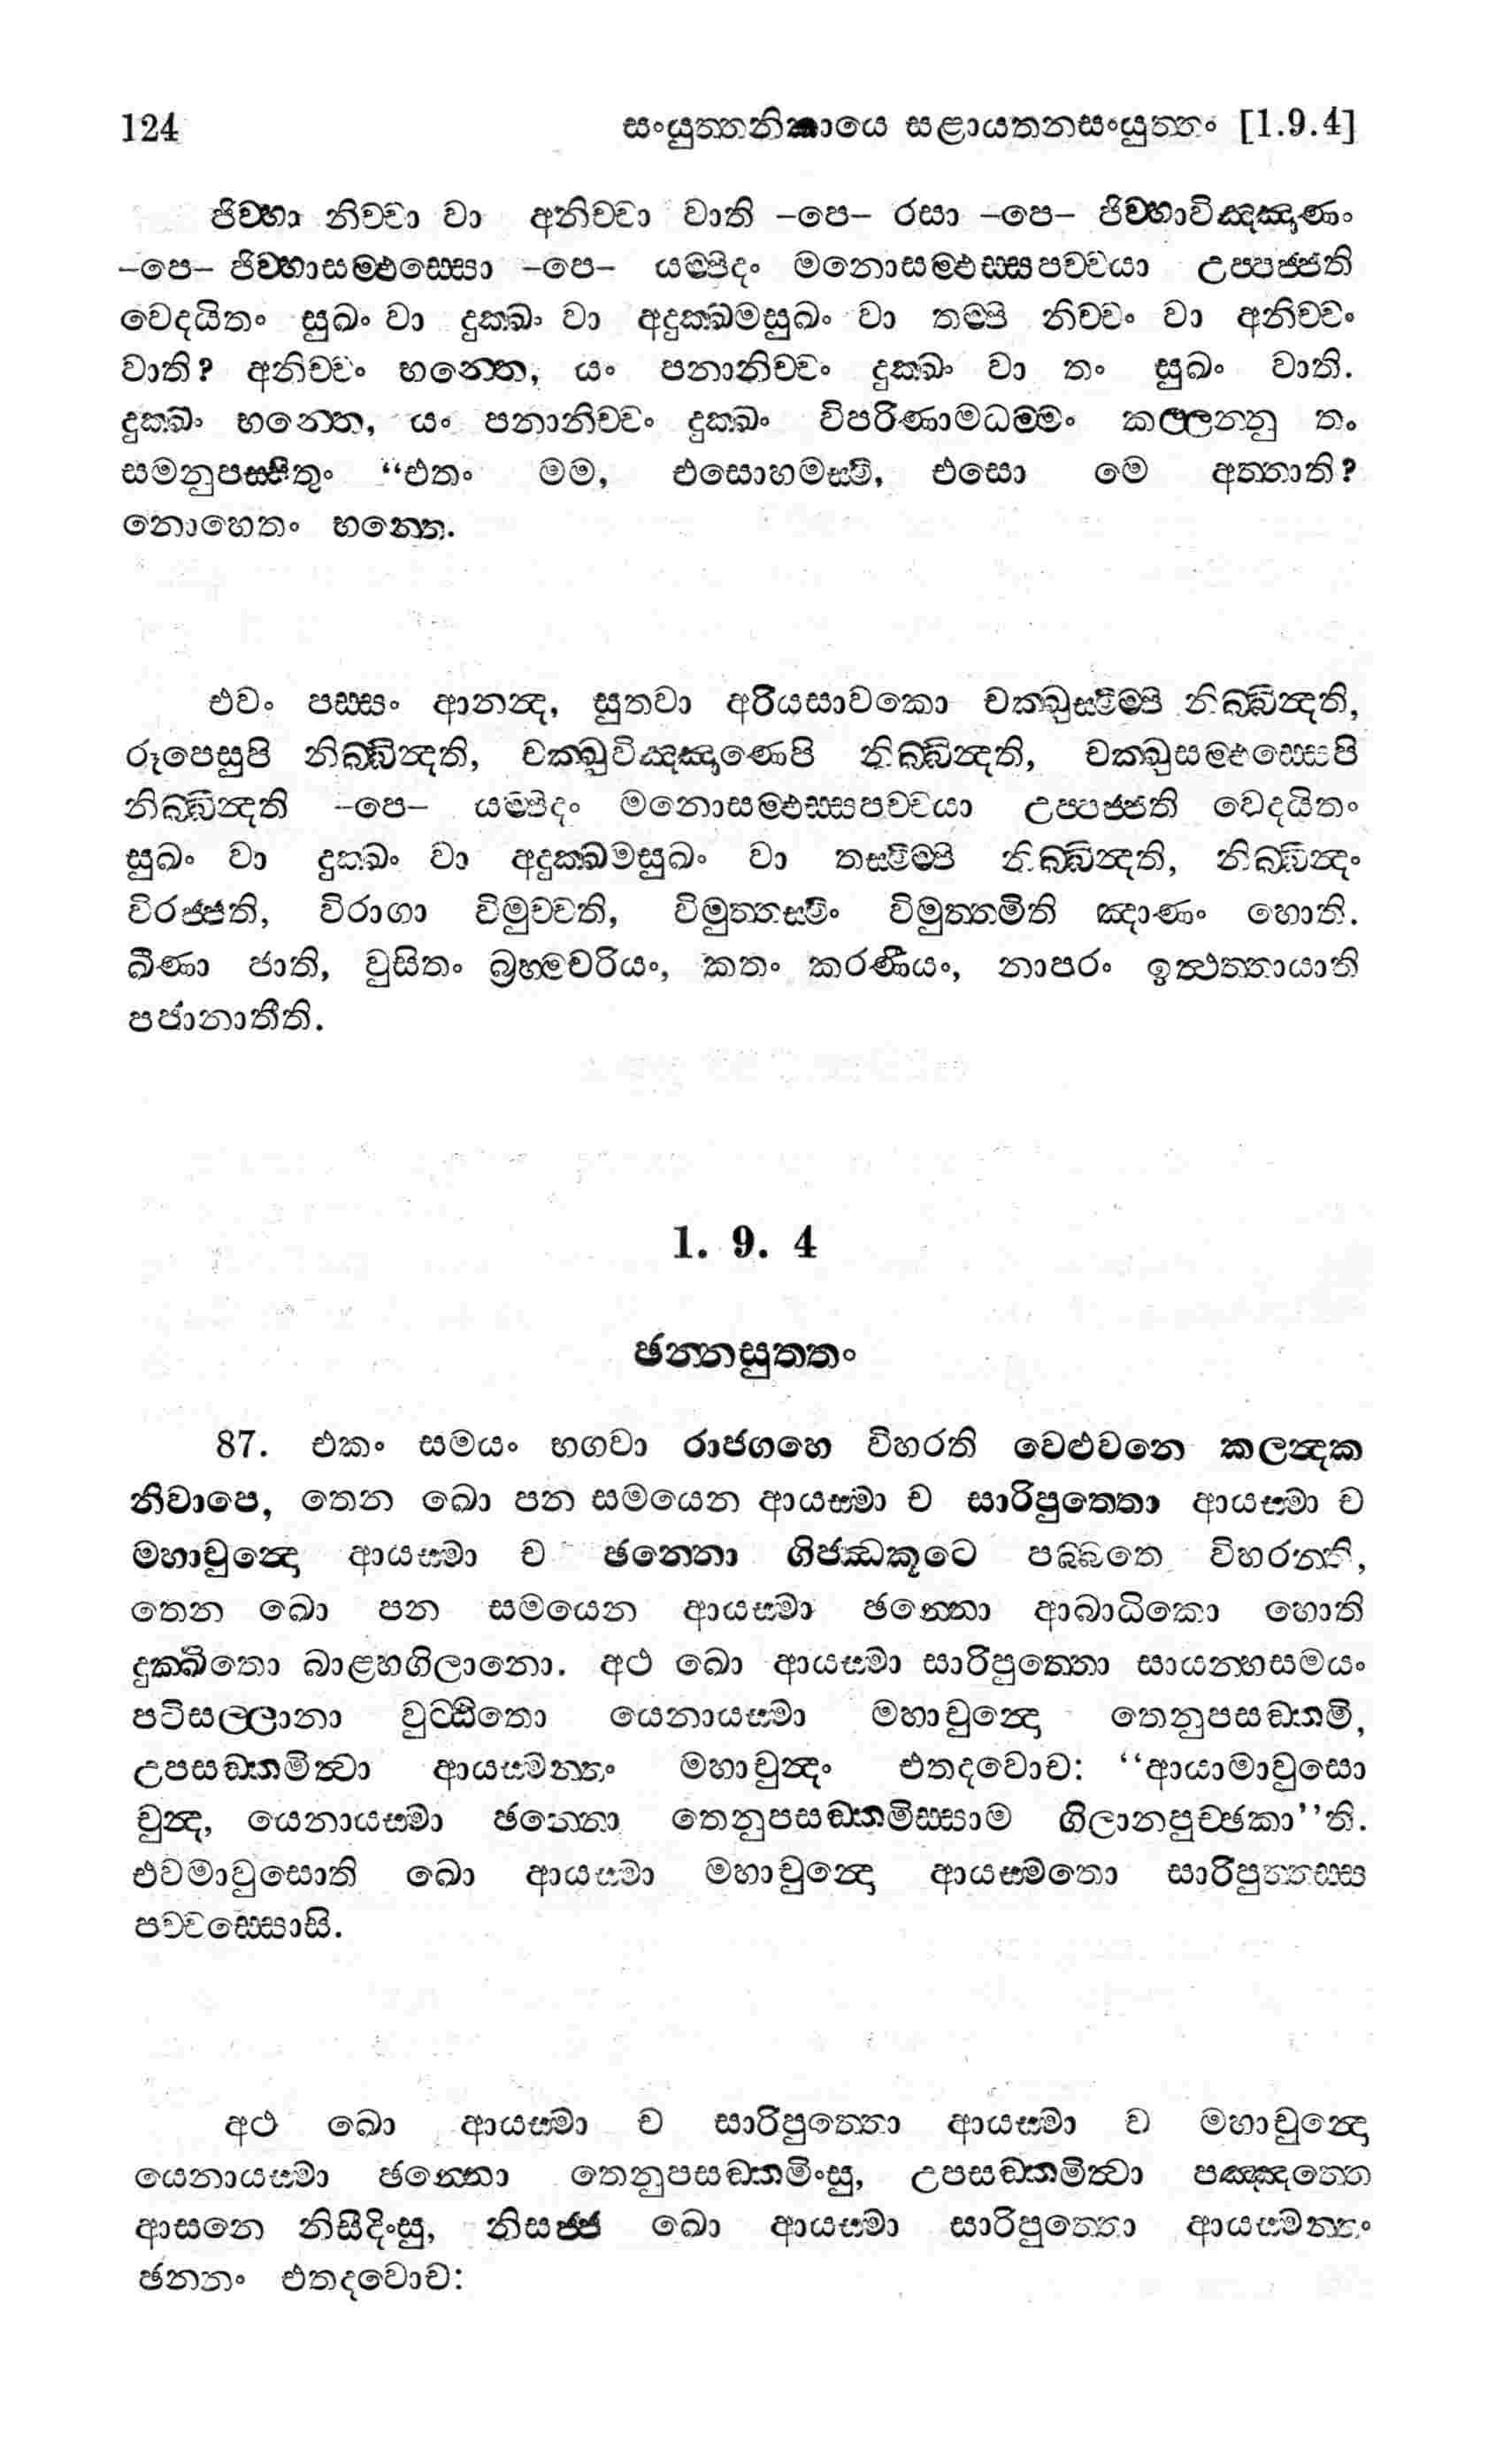 124 සංයුත්තනිකායෙ සළායතනසංයුත්තං [1.9.4]
ජිව්හා නිච්චා වා අනිච්චා වාති –පෙ– රසා –පෙ– ජිව්හාවිඤ්ඤාණං
–පෙ– ජිව්හාසම්ඵස්සො –පෙ– යම්පිදං මනොසම්ඵස්සපච්චයා උප්පජ්ජති
වෙදයිතං සුඛං වා දුක්ඛං වා අදුක්ඛමසුඛං වා තම්පි නිච්චං වා අනිච්චං
වාති? අනිච්චං භන්තෙ, යං පනානිච්චං දුක්ඛං වා තං සුඛං වාති.
දුක්ඛං භන්තෙ, යං පනානිච්චං දුක්ඛං විපරිණාමධම්මං කල්ලන්නු තං
සමනුපස්සිතුං “එතං මම, එසොහමස්මි, එසො මෙ අත්තාති?
නොහෙතං භන්තෙ.
එවං පස්සං ආනන්ද, සුතවා අරියසාවකො චක්ඛුස්මිම්පි නිබ්බින්දති,
රූපෙසුපි නිබ්බින්දති, චක්ඛුවිඤ්ඤාණෙපි නිබ්බින්දති, චක්ඛුසම්ඵස්සෙපි
නිබ්බින්දති –පෙ– යම්පිදං මනොසම්ඵස්සපච්චයා උප්පජ්ජති වෙදයිතං
සුඛං වා දුක්ඛං වා අදුක්ඛමසුඛං වා තස්මිම්පි නිබ්බින්දති, නිබ්බින්දං
විරජ්ජති, විරාගා විමුච්චති, විමුත්තස්මිං විමුත්තමිති ඤාණං හොති.
ඛීණා ජාති, වුසිතං බ්‍රහ්මචරියං, කතං කරණීයං, නාපරං ඉත්ථත්තායාති
පජානාතීති.
1. 9. 4
ඡන්නසුත්තං
87. එකං සමයං භගවා රාජගහෙ විහරති වෙළුවනෙ කලන්දක
නිවාපෙ, තෙන ඛො පන සමයෙන ආයස්මා ච සාරිපුත්තො ආයස්මා ච
මහාචුන්දො ආයස්මා ච ඡන්නො ගිජ්ඣකූටෙ පබ්බතෙ විහරන්ති,
තෙන ඛො පන සමයෙන ආයස්මා ඡන්නො ආබාධිකො හොති
දුක්ඛිතො බාළ්හගිලානො. අථ ඛො ආයස්මා සාරිපුත්තො සායන්හසමයං
පටිසල්ලානා වුට්ඨිතො යෙනායස්මා මහාචුන්දො තෙනුපසඞ්කමි,
උපසඞ්කමිත්වා ආයස්මන්තං මහාචුන්දං එතදවොච: “ආයාමාවුසො
චුන්ද, යෙනායස්මා ඡන්නො තෙනුපසඞ්කමිස්සාම ගිලානපුච්ඡකා”ති.
එවමාවුසොති ඛො ආයස්මා මහාචුන්දො ආයස්මතො සාරිපුත්තස්ස
පච්චස්සොසි.
අථ ඛො ආයස්මා ච සාරිපුත්තො ආයස්මා ච මහාචුන්දො
යෙනායස්මා ඡන්නො තෙනුපසඞ්කමිංසු, උපසඞ්කමිත්වා පඤ්ඤත්තෙ
ආසනෙ නිසීදිංසු, නිසජ්ජ ඛො ආයස්මා සාරිපුත්තො ආයස්මන්තං
ඡන්නං එතදවොච: